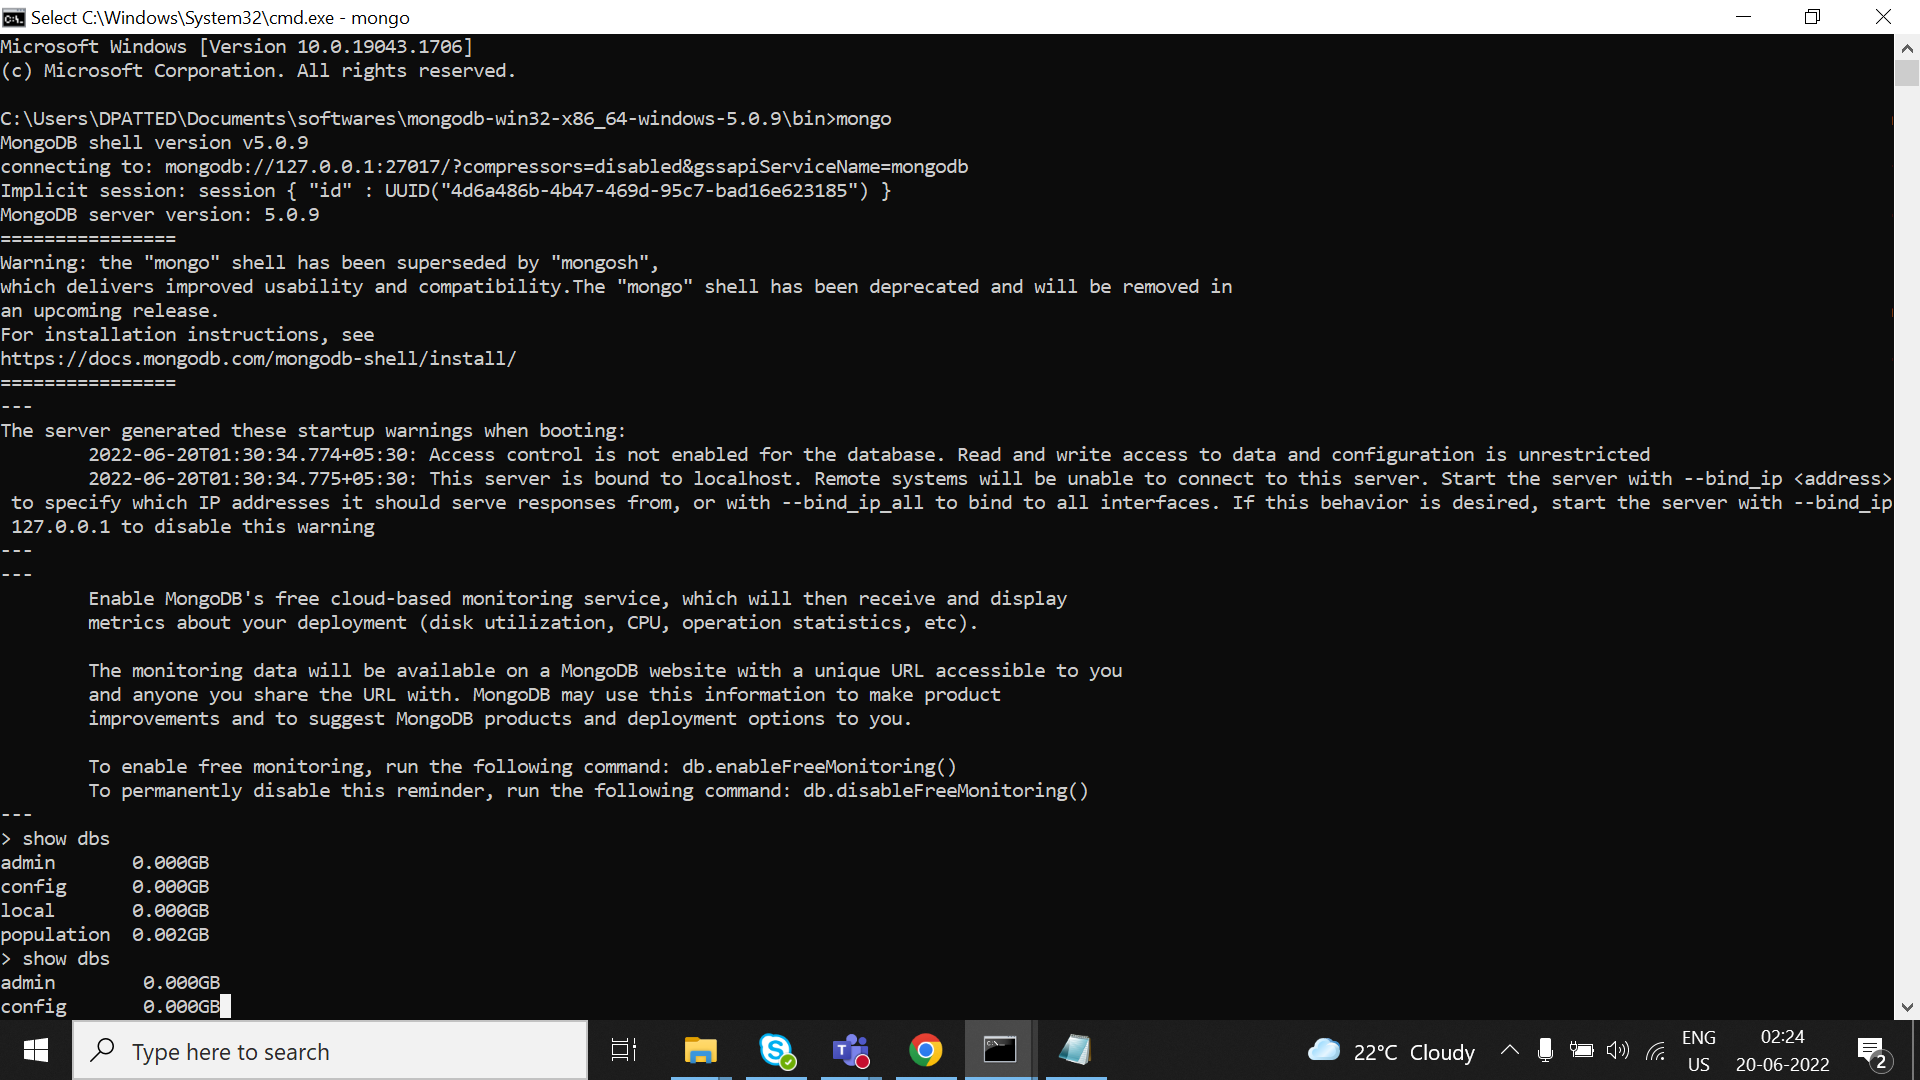 Select C:\Windows\System32\cmd.exe - mongo
Microsoft Windows [Version 10.0.19043.1706]
(c) Microsoft Corporation. All rights reserved.
C:\Users\DPATTED\Documents\softwares\mongodb-win32-x86_64-windows-5.0.9\bin>mongo
MongoDB shell version v5.0.9
connecting to: mongodb://127.0.0.1:27017/?compressors=disabled&gssapiServiceName=mongodb
Implicit session: session { "id" : UUID("4d6a486b-4b47-469d-95c7-bad16e623185") }
MongoDB server version: 5.0.9
================
Warning: the "mongo" shell has been superseded by "mongosh",
which delivers improved usability and compatibility.The "mongo" shell has been deprecated and will be removed in
an upcoming release.
For installation instructions, see
https://docs.mongodb.com/mongodb-shell/install/
================
---
The server generated these startup warnings when booting:
        2022-06-20T01:30:34.774+05:30: Access control is not enabled for the database. Read and write access to data and configuration is unrestricted
        2022-06-20T01:30:34.775+05:30: This server is bound to localhost. Remote systems will be unable to connect to this server. Start the server with --bind_ip <address>
 to specify which IP addresses it should serve responses from, or with --bind_ip_all to bind to all interfaces. If this behavior is desired, start the server with --bind_ip
 127.0.0.1 to disable this warning
---
---
        Enable MongoDB's free cloud-based monitoring service, which will then receive and display
        metrics about your deployment (disk utilization, CPU, operation statistics, etc).
        The monitoring data will be available on a MongoDB website with a unique URL accessible to you
        and anyone you share the URL with. MongoDB may use this information to make product
        improvements and to suggest MongoDB products and deployment options to you.
        To enable free monitoring, run the following command: db.enableFreeMonitoring()
        To permanently disable this reminder, run the following command: db.disableFreeMonitoring()
---
> show dbs
admin       0.000GB
config      0.000GB
local       0.000GB
population  0.002GB
> show dbs
admin        0.000GB
config       0.000GB
Type here to search
22°C Cloudy
ENG
US
02:24
20-06-2022
2